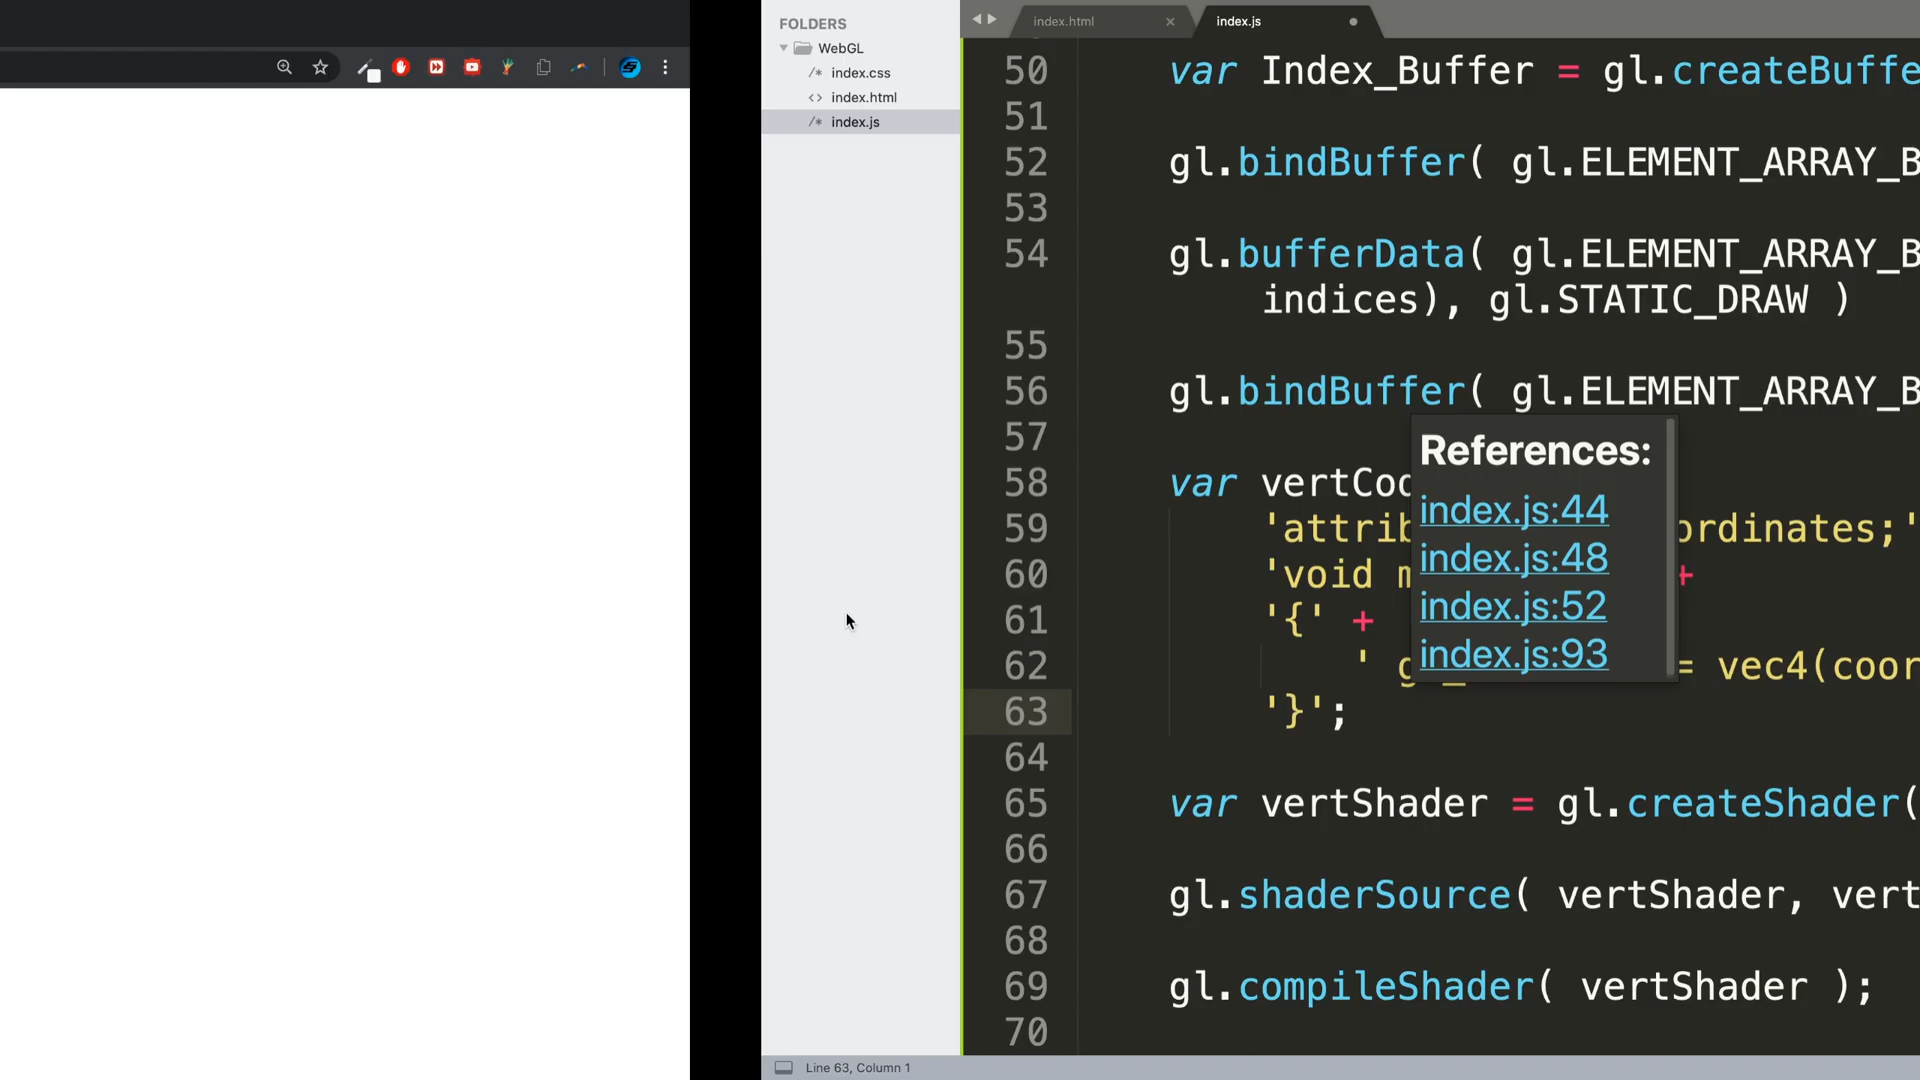 FOLDERS
WebGL
/* index.css
<> index.html
/* index.js
index.html ×
index.js
50 var Index_Buffer = gl.createBuffe
51
52 gl.bindBuffer( gl.ELEMENT_ARRAY_B
53
54 gl.bufferData( gl.ELEMENT_ARRAY_B
indices), gl.STATIC_DRAW )
55
56 gl.bindBuffer( gl.ELEMENT_ARRAY_B
57
58 var vertCod
59 'attrib ordinates;'
60 'void m +
61 '{' +
62 ' g = vec4(coor
63 '}';
64
65 var vertShader = gl.createShader(
66
67 gl.shaderSource( vertShader, vert
68
69 gl.compileShader( vertShader );
70
References:
index.js:44
index.js:48
index.js:52
index.js:93
Line 63, Column 1